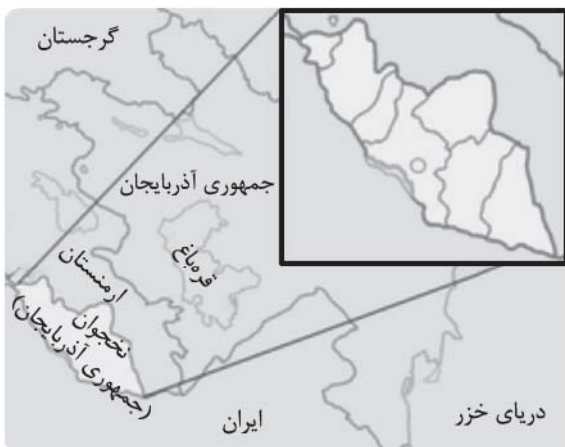 گرجستان
جمهوری آذربایجان
قره‌باغ
ارمنستان
نخجوان
(جمهوری آذربایجان)
ایران
دریای خزر